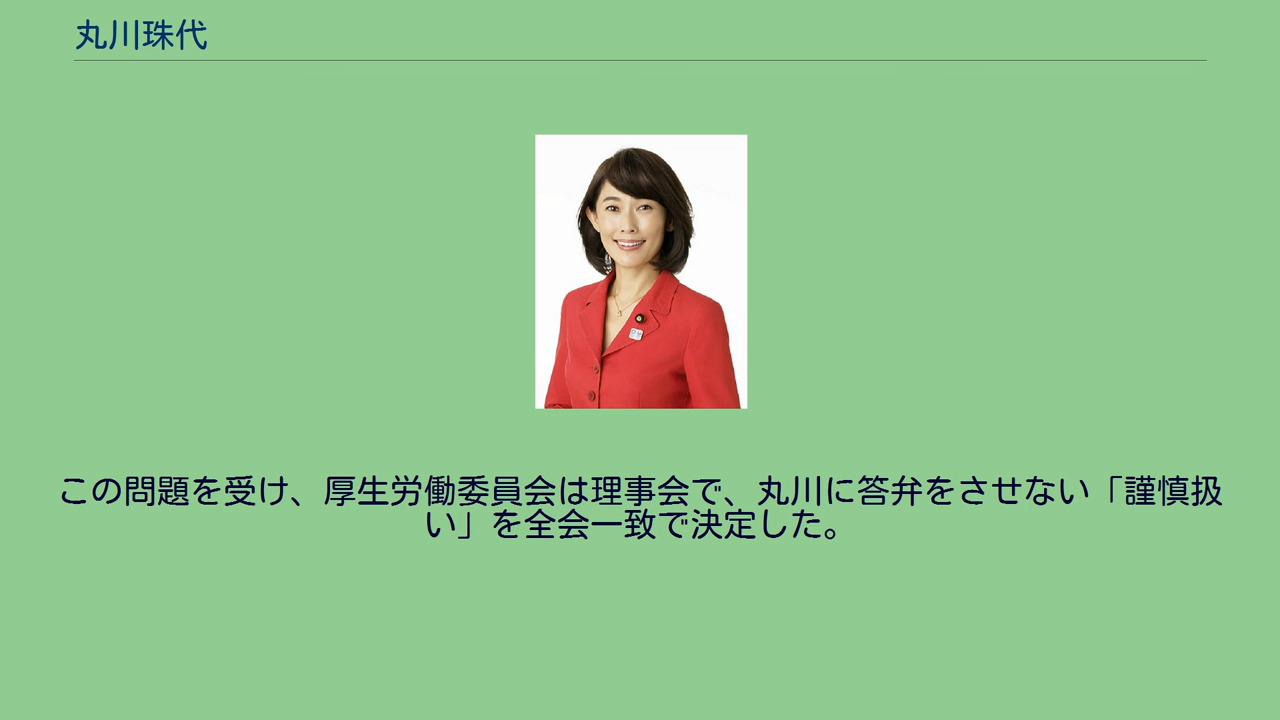 丸川珠代
この問題を受け、厚生労働委員会は理事会で、丸川に答弁をさせない「謹慎扱
い」を全会一致で決定した。